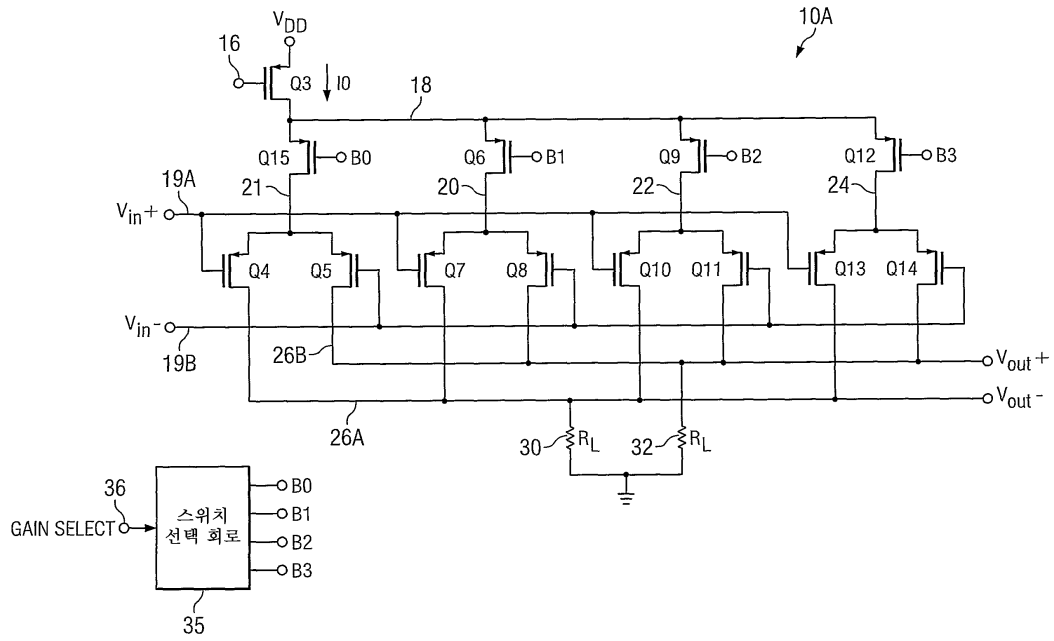 10A
VDD
16
Q3
I0
18
Q15
B0
Q6
B1
Q9
B2
Q12
B3
21
20
22
24
19A
Vin+
Q4
Q5
Q7
Q8
Q10
Q11
Q13
Q14
Vin-
19B
26B
Vout+
Vout-
26A
30
RL
32
RL
36
GAIN SELECT
스위치
선택 회로
B0
B1
B2
B3
35